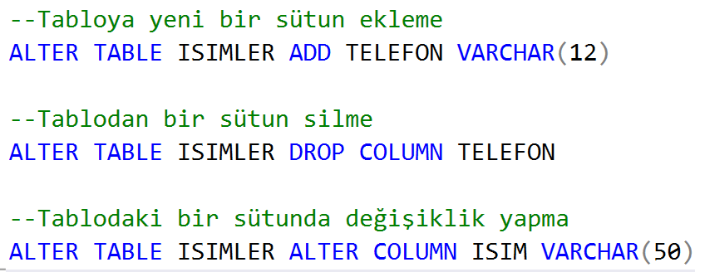 --Tabloya yeni bir sütun ekleme
ALTER TABLE ISIMLER ADD TELEFON VARCHAR(12)
--Tablodan bir sütun silme
ALTER TABLE ISIMLER DROP COLUMN TELEFON
--Tablodaki bir sütunda değişiklik yapma
ALTER TABLE ISIMLER ALTER COLUMN ISIM VARCHAR(50)